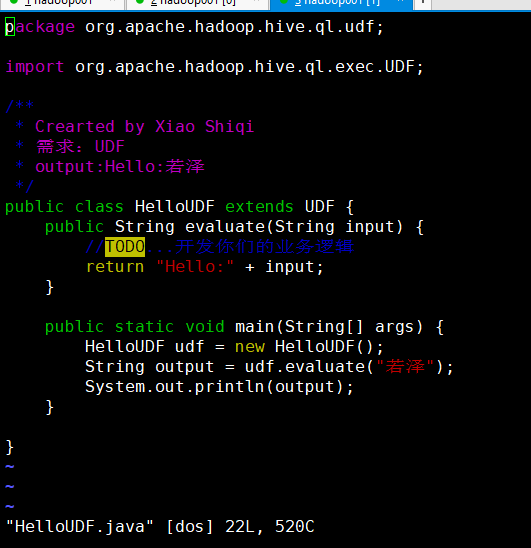 1 hadoop001
2 hadoop001 [0]
3 hadoop001 [1]
package org.apache.hadoop.hive.ql.udf;
import org.apache.hadoop.hive.ql.exec.UDF;
/**
* Crearted by Xiao Shiqi
* 需求: UDF
* output:Hello:若泽
*/
public class HelloUDF extends UDF {
public String evaluate(String input) {
//TODO...开发你们的业务逻辑
return "Hello:" + input;
}
public static void main(String[] args) {
HelloUDF udf = new HelloUDF();
String output = udf.evaluate("若泽");
System.out.println(output);
}
}
~
~
~
"HelloUDF.java" [dos] 22L, 520C